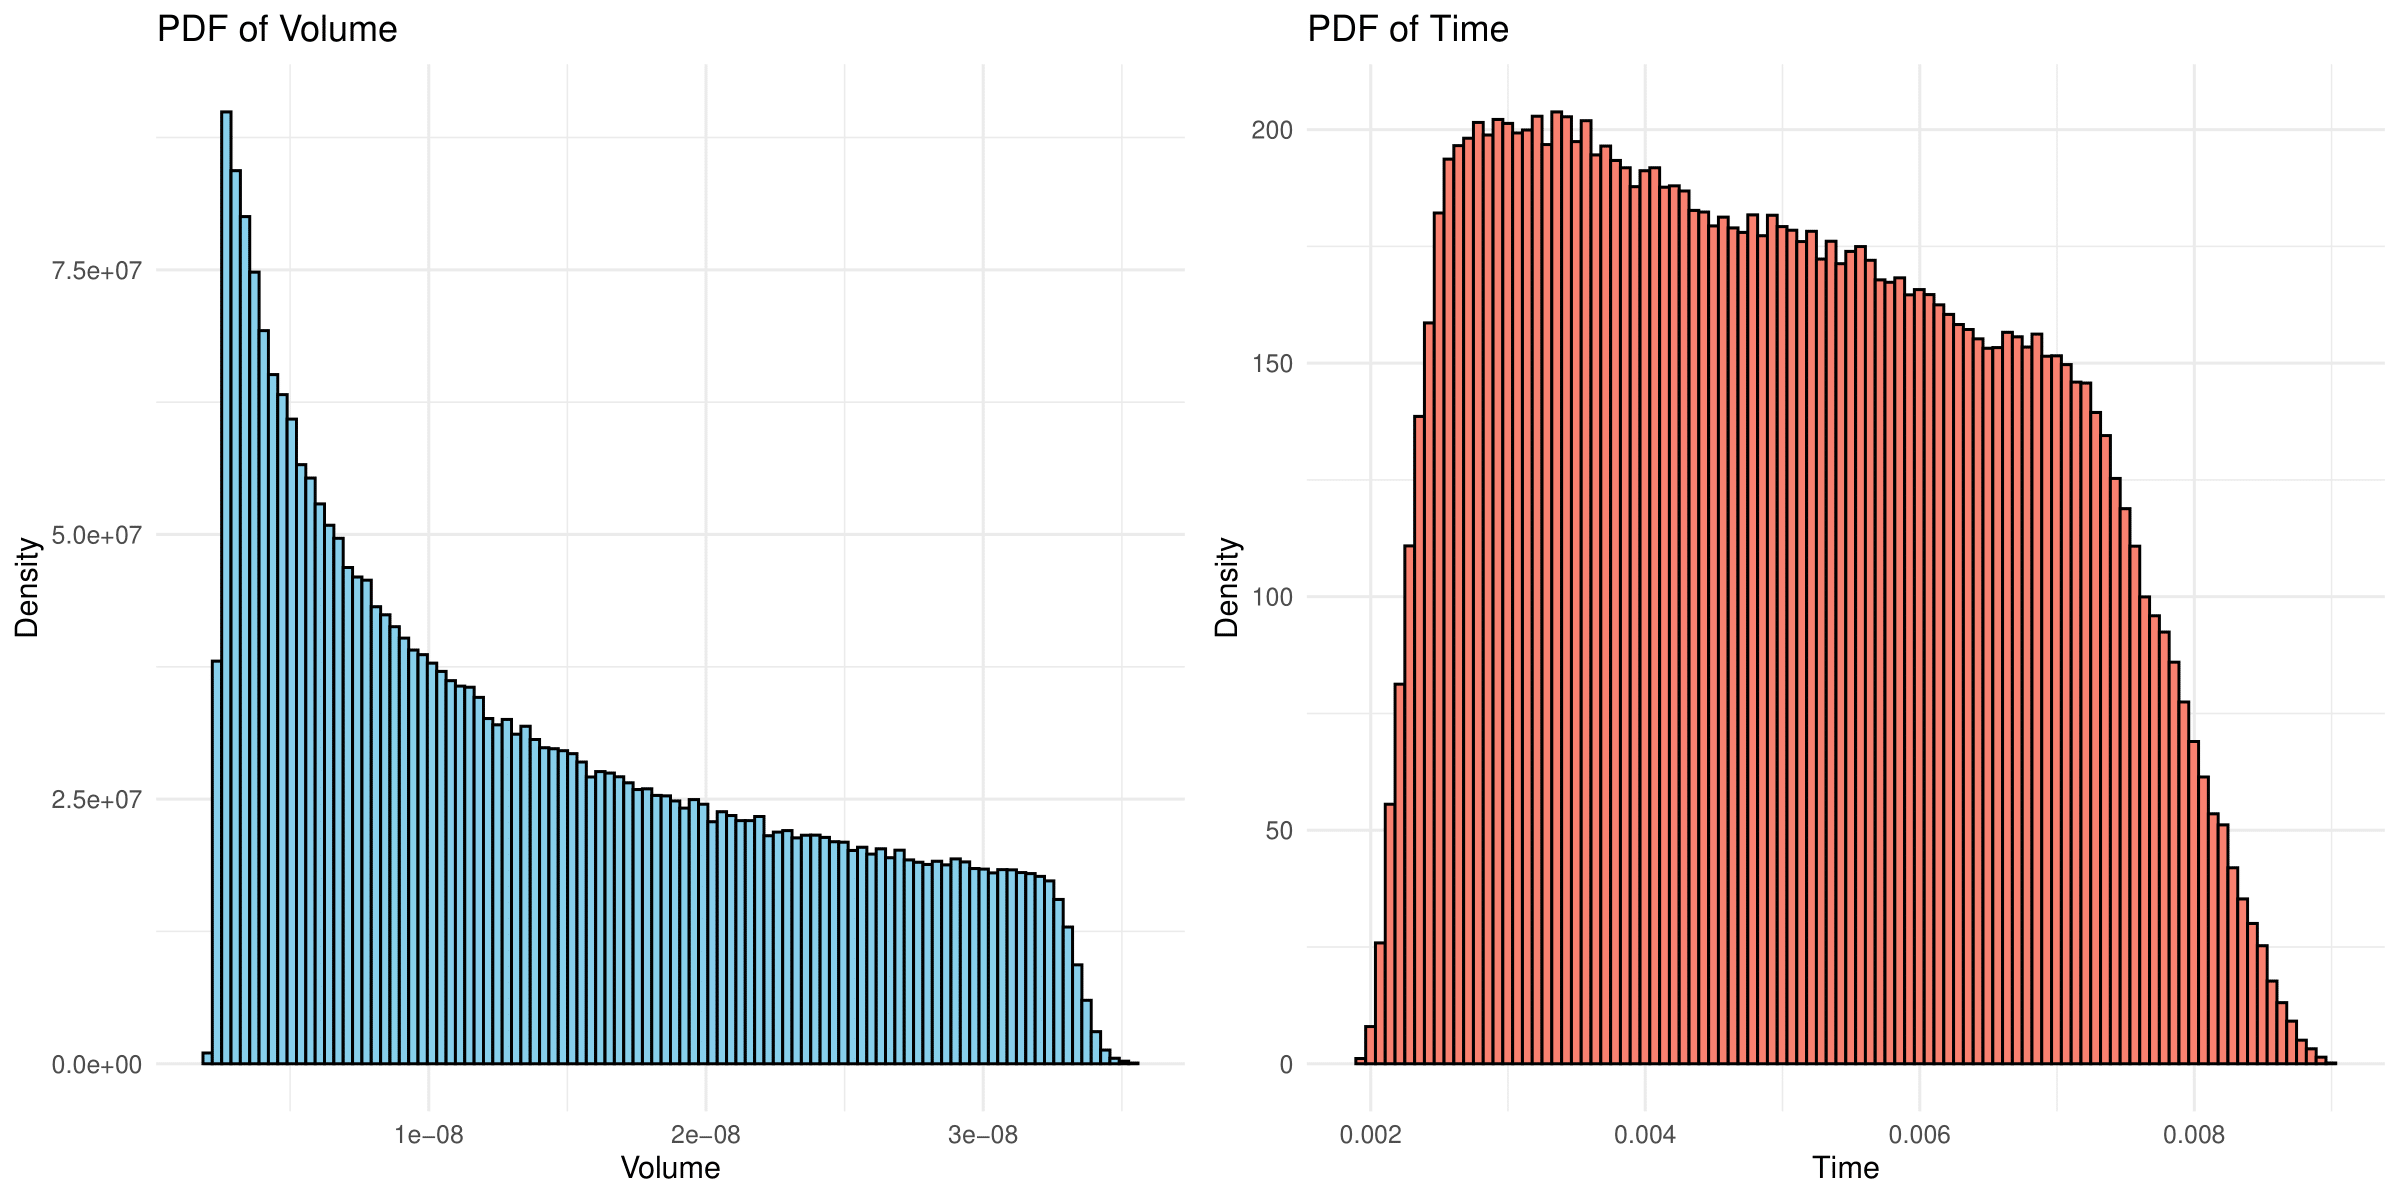 PDF of Volume
Density
7.5e+07
5.0e+07
2.5e+07
0.0e+00
1e−08 2e−08 3e−08
Volume
PDF of Time
Density
200
150
100
50
0
0.002 0.004 0.006 0.008
Time